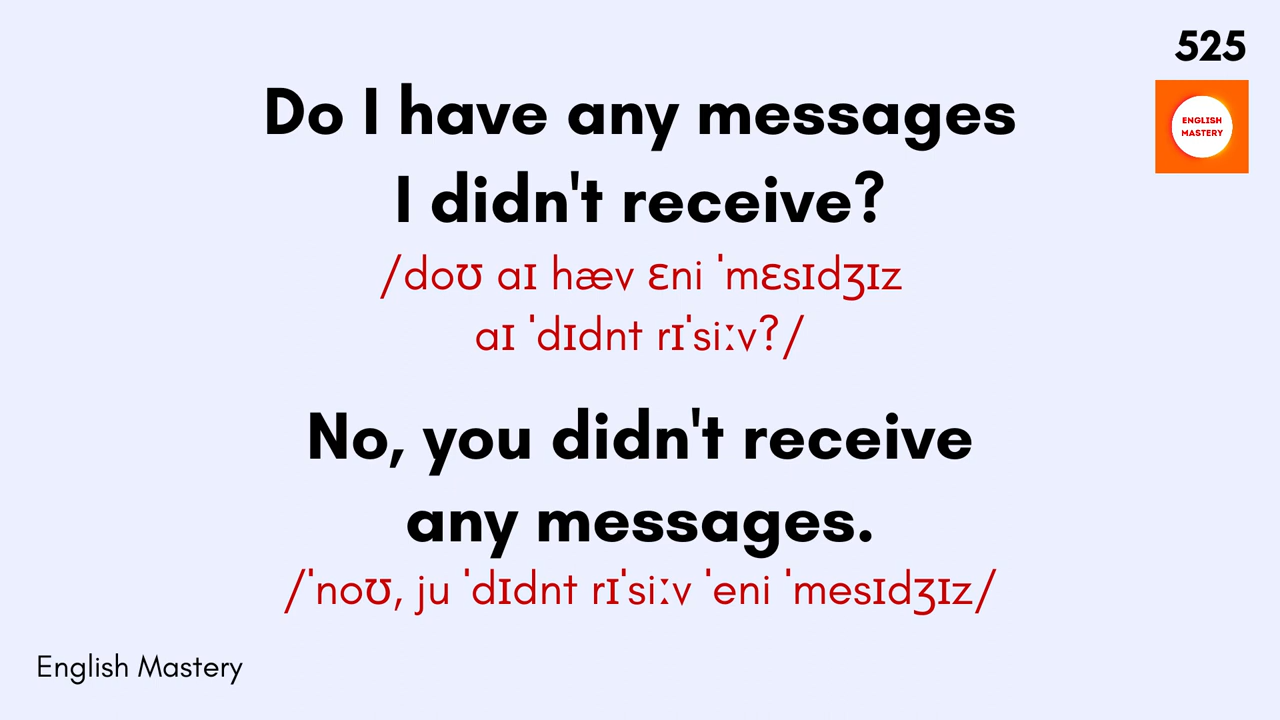 525
ENGLISH
MASTERY
Do I have any messages
I didn't receive?
/doʊ aɪ hæv ɛni ˈmɛsɪdʒɪz
aɪ ˈdɪdnt rɪˈsiːv?/
No, you didn't receive
any messages.
/ˈnoʊ, ju ˈdɪdnt rɪˈsiːv ˈeni ˈmesɪdʒɪz/
English Mastery